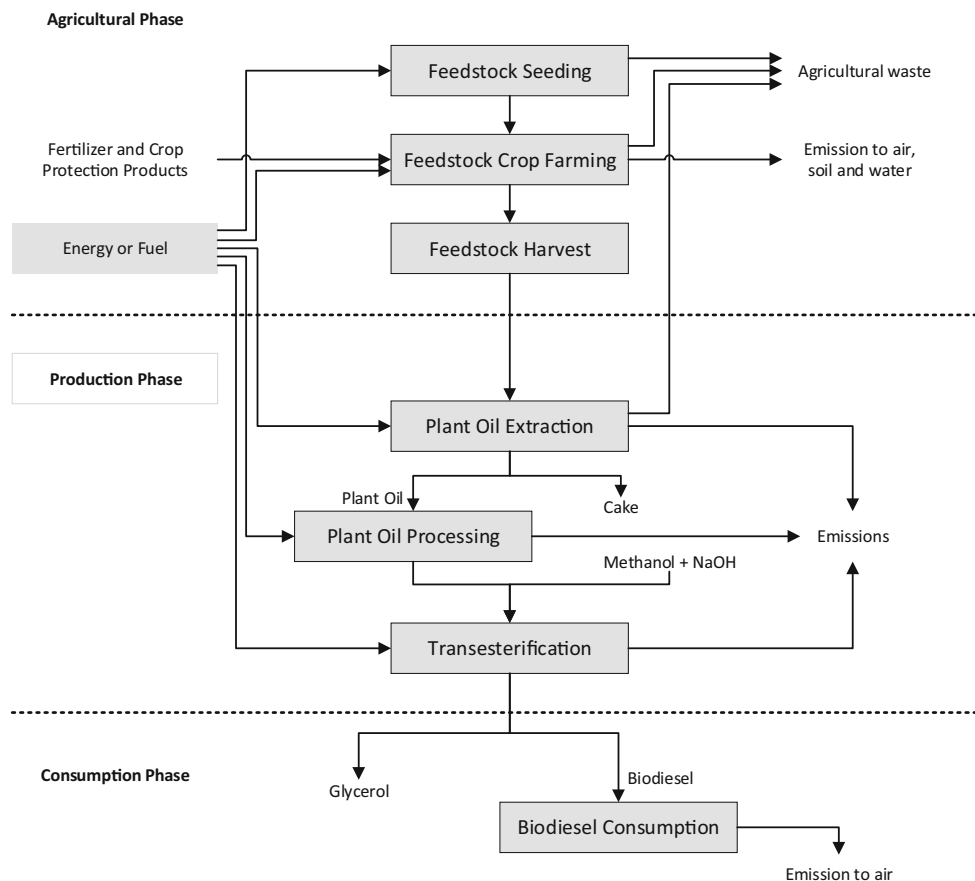 Agricultural Phase
Feedstock Seeding
Agricultural waste
Fertilizer and Crop
Protection Products
Feedstock Crop Farming
Emission to air,
soil and water
Energy or Fuel
Feedstock Harvest
Production Phase
Plant Oil Extraction
Plant Oil
Cake
Plant Oil Processing
Emissions
Methanol + NaOH
Transesterification
Consumption Phase
Glycerol
Biodiesel
Biodiesel Consumption
Emission to air